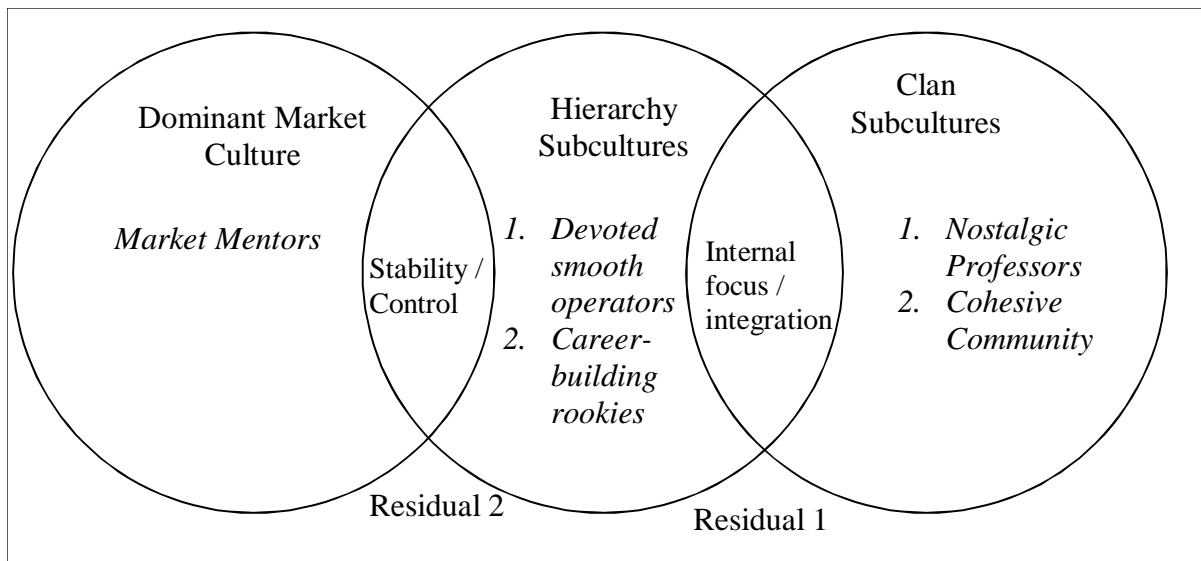 Dominant Market
Culture
Market Mentors
Stability /
Control
Hierarchy
Subcultures
1. Devoted
smooth
operators
2. Career-
building
rookies
Internal
focus /
integration
Clan
Subcultures
1. Nostalgic
Professors
2. Cohesive
Community
Residual 2
Residual 1